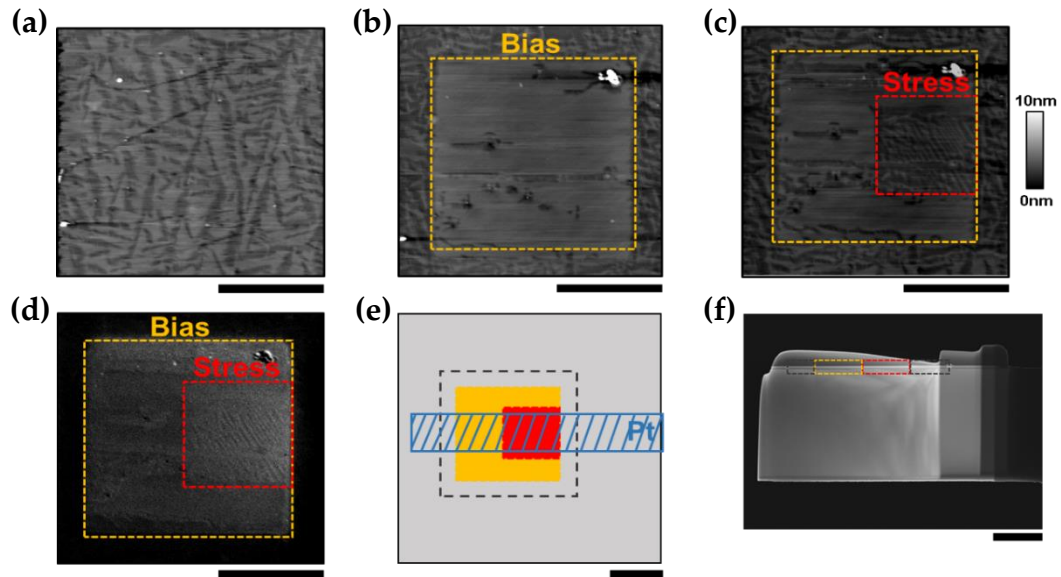 (a)
(b)
Bias
(c)
Stress
10nm
0nm
(d)
Bias
Stress
(e)
Pt
(f)